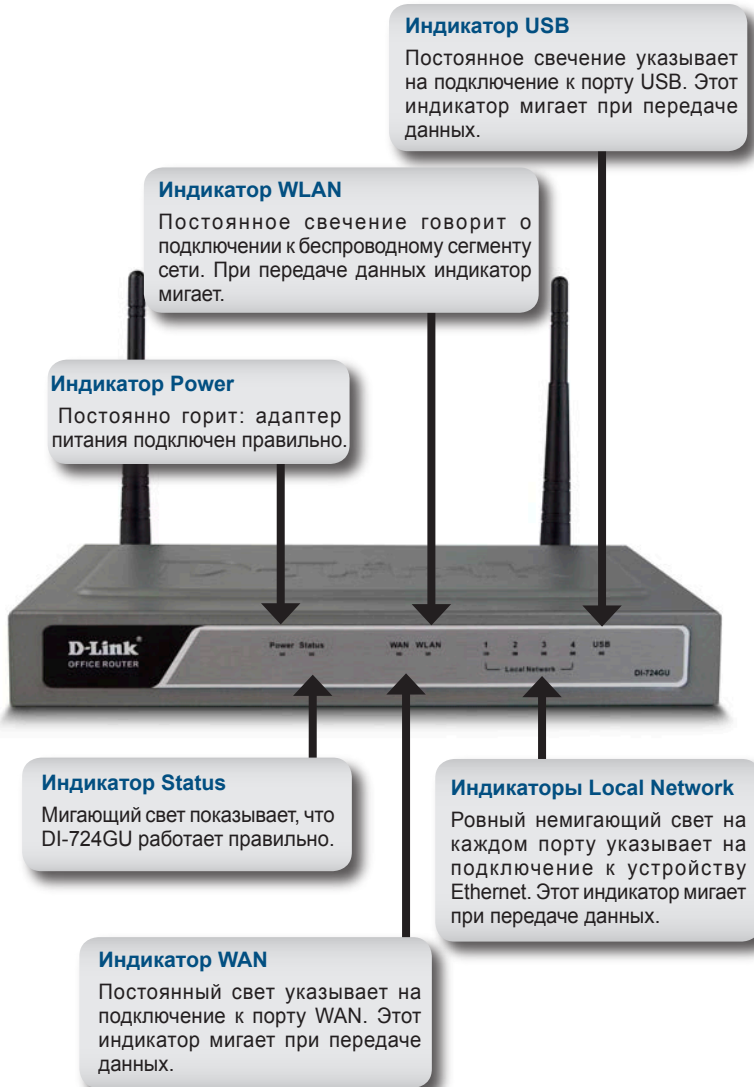 Индикатор USB
Постоянное свечение указывает
на подключение к порту USB. Этот
индикатор мигает при передаче
данных.
Индикатор WLAN
Постоянное свечение говорит о
подключении к беспроводному сегменту
сети. При передаче данных индикатор
мигает.
Индикатор Power
Постоянно горит: адаптер
питания подключен правильно.
D-Link
D-Link
OFFICE ROUTER
Power Status
WAN WLAN
1 2 3 4 USB
Local Network
DI-724GU
Индикатор Status
Мигающий свет показывает, что
DI-724GU работает правильно.
Индикаторы Local Network
Ровный немигающий свет на
каждом порту указывает на
подключение к устройству
Ethernet. Этот индикатор мигает
при передаче данных.
Индикатор WAN
Постоянный свет указывает на
подключение к порту WAN. Этот
индикатор мигает при передаче
данных.